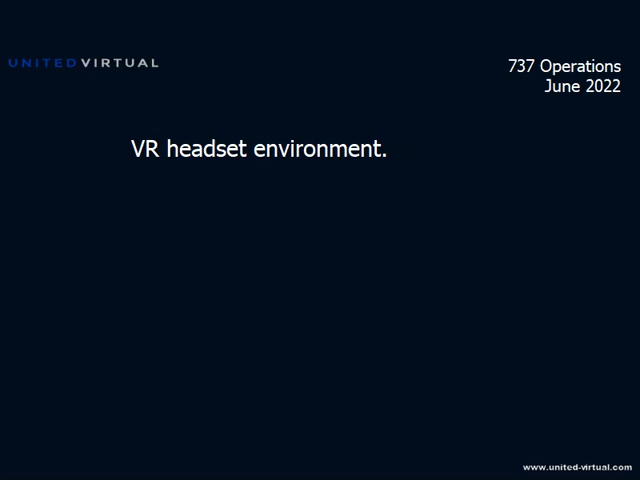 UNITEDVIRTUAL
737 Operations
June 2022
VR headset environment.
www.united-virtual.com